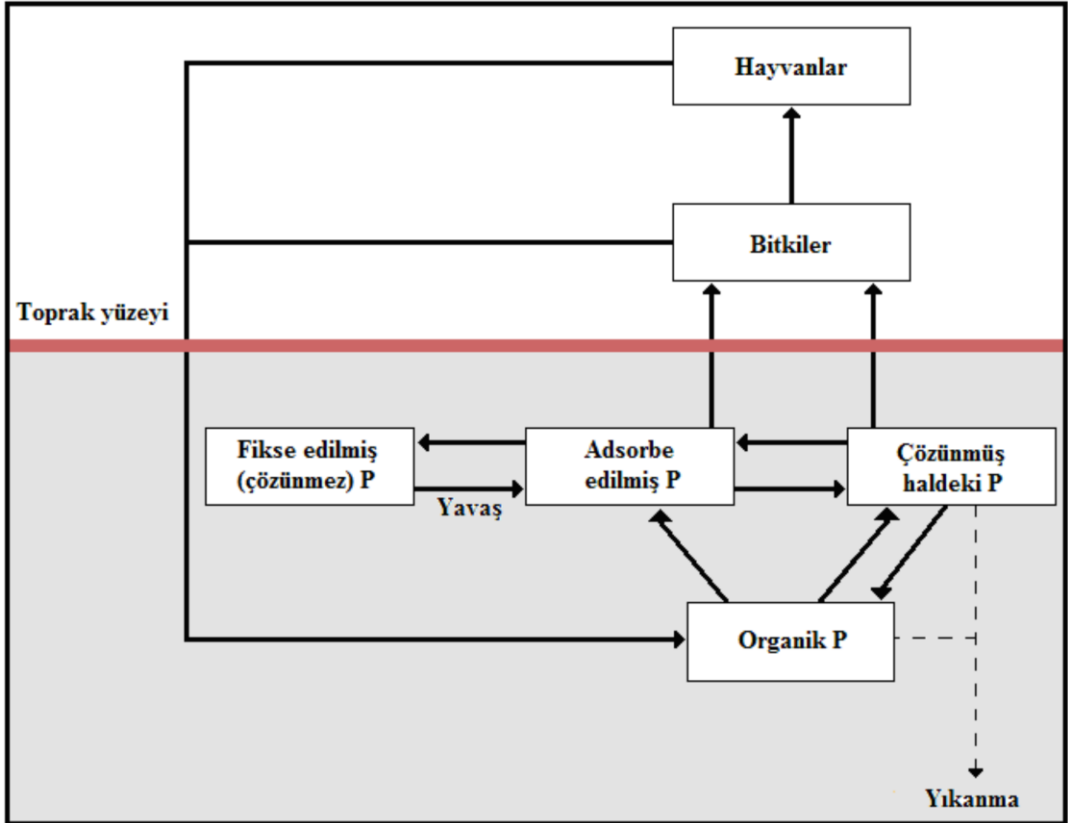 Hayvanlar
Bitkiler
Toprak yüzeyi
Fikse edilmiş
(çözünmez) P
Yavaş
Adsorbe
edilmiş P
Çözünmüş
haldeki P
Organik P
Yıkanma